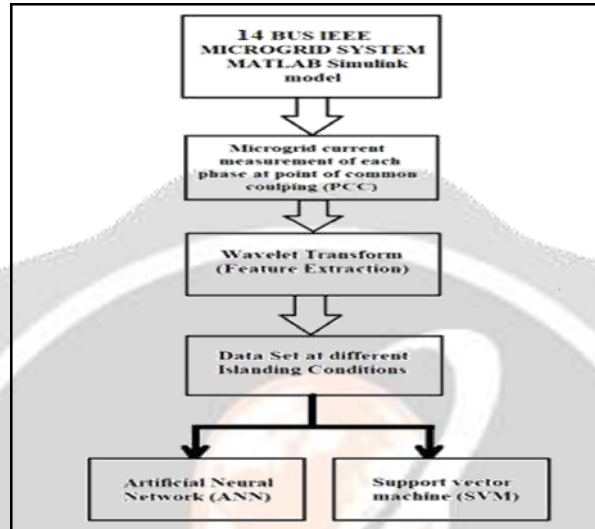 14 BUS IEEE
MICROGRID SYSTEM
MATLAB Simulink
model
Microgrid current
measurement of each
phase at point of common
coulping (PCC)
Wavelet Transform
(Feature Extraction)
Data Set at different
Islanding Conditions
Artificial Neural
Network (ANN)
Support vector
machine (SVM)